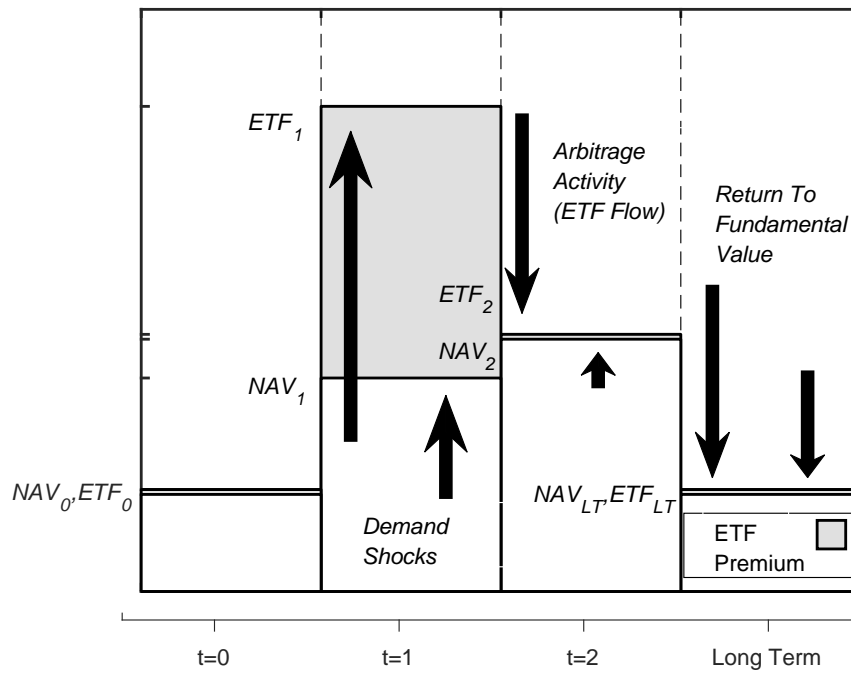 ETF1
Arbitrage
Activity
(ETF Flow)
Return To
Fundamental
Value
ETF2
NAV2
NAV1
NAV0,ETF0
NAVLT,ETFLT
Demand
Shocks
ETF
Premium
t=0
t=1
t=2
Long Term